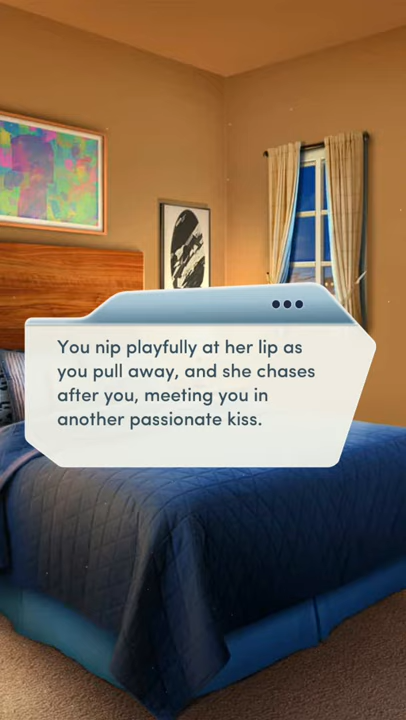 You nip playfully at her lip as
you pull away, and she chases
after you, meeting you in
another passionate kiss.